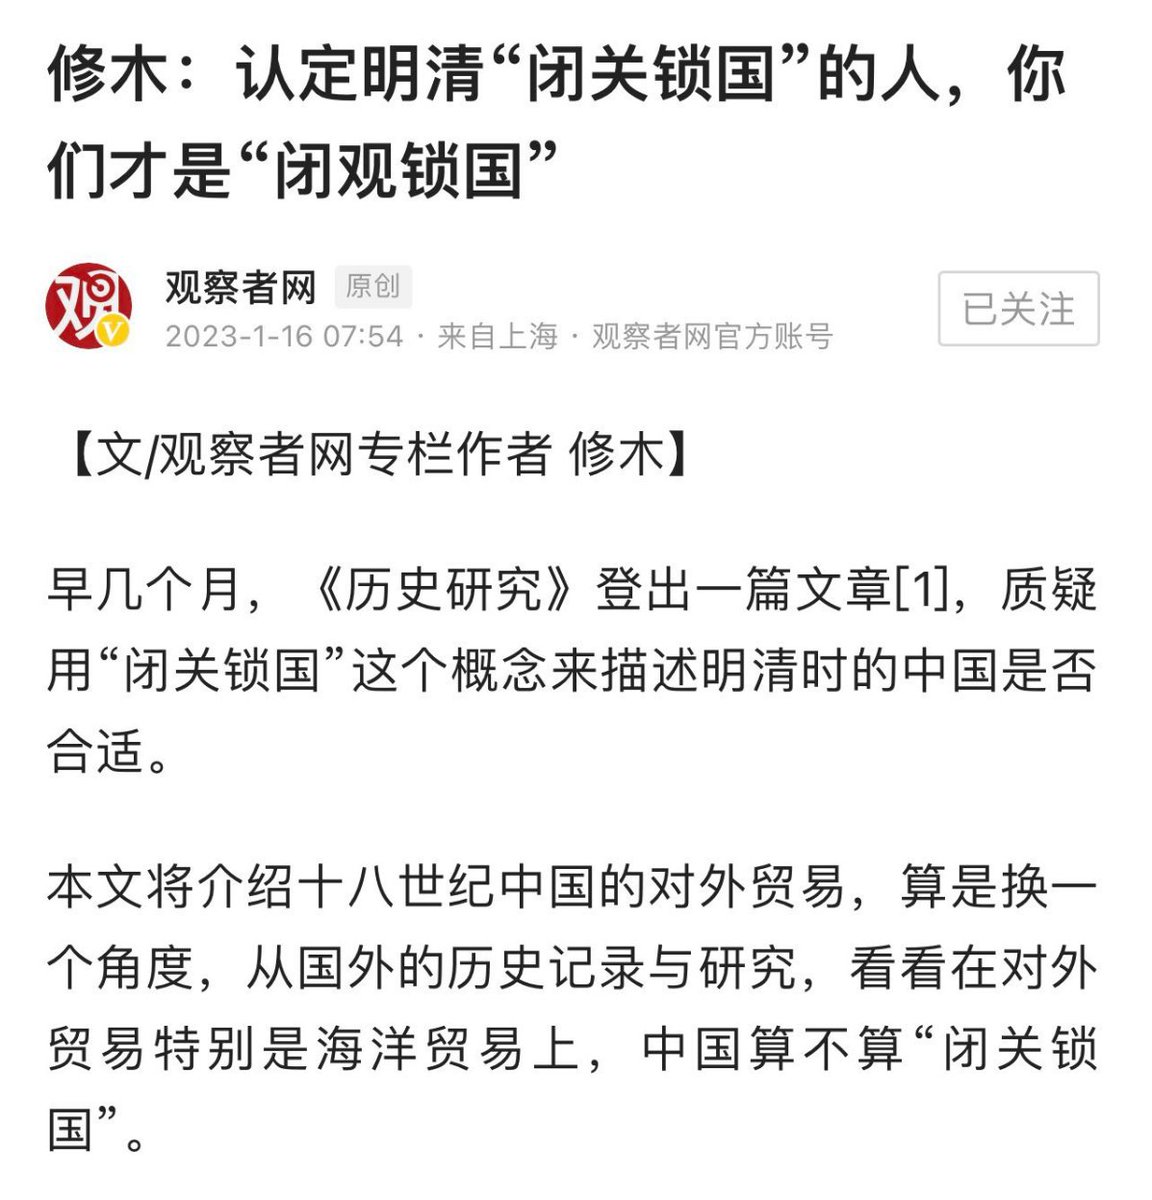 修木：认定明清“闭关锁国”的人，你
们才是“闭观锁国”
观
V
观察者网 原创
2023-1-16 07:54 · 来自上海 · 观察者网官方账号
已关注
【文/观察者网专栏作者 修木】
早几个月，《历史研究》登出一篇文章[1]，质疑
用“闭关锁国”这个概念来描述明清时的中国是否
合适。
本文将介绍十八世纪中国的对外贸易，算是换一
个角度，从国外的历史记录与研究，看看在对外
贸易特别是海洋贸易上，中国算不算“闭关锁
国”。